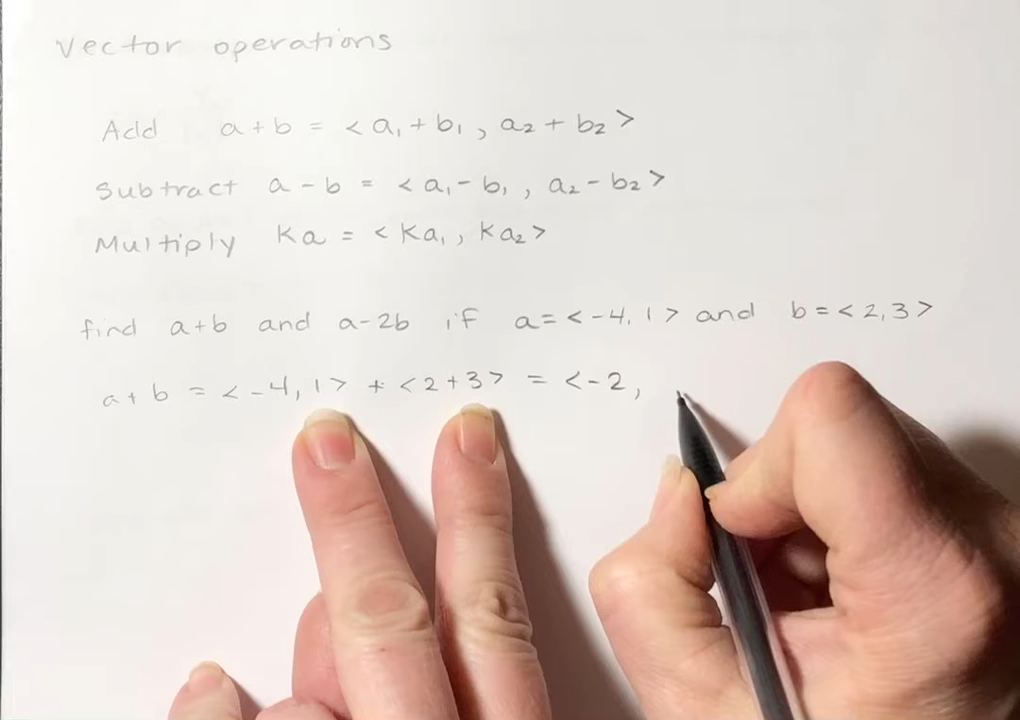 Vector operations
Add a + b = < a₁ + b₁ , a₂ + b₂ >
Subtract a - b = < a₁ - b₁ , a₂ - b₂ >
Multiply Ka = < Ka₁ , Ka₂ >
find a+b and a-2b if a = < -4, 1 > and b = < 2, 3 >
a + b = < -4, 1 > + < 2 + 3 > = < -2,